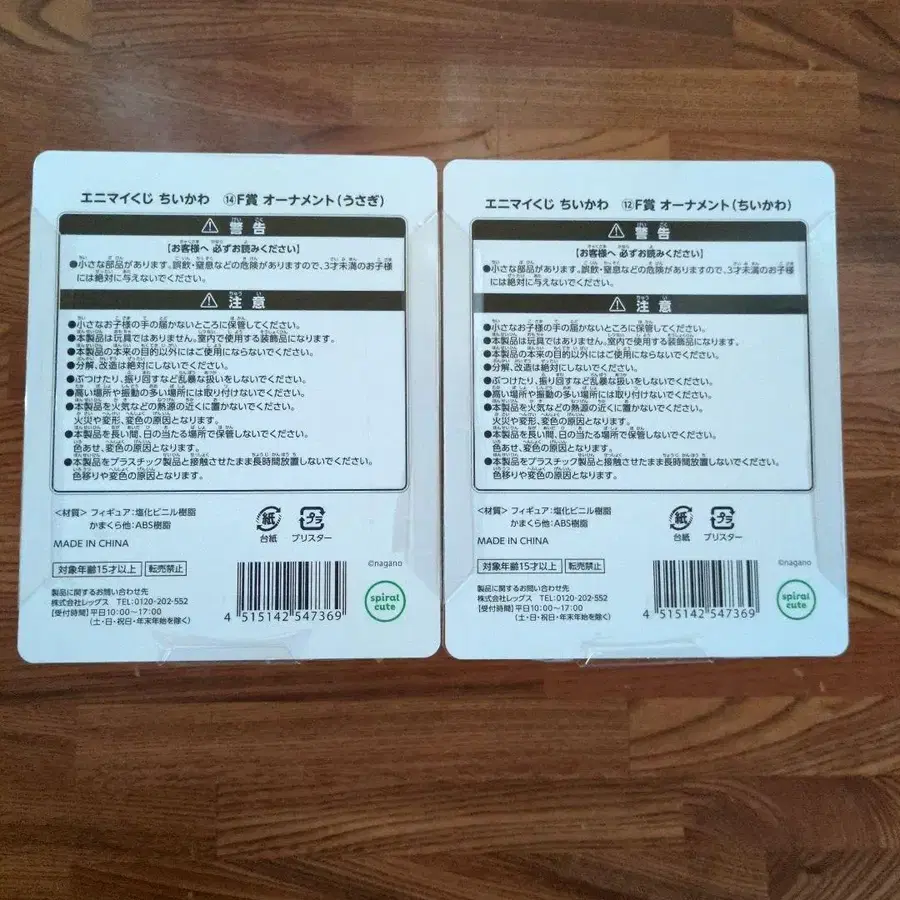 エニマイくじ ちいかわ ⑭F賞 オーナメント(うさぎ)
⚠ 警告
【お客様へ 必ずお読みください】
●小さな部品があります。誤飲・窒息などの危険がありますので、3才未満のお子様
には絶対に与えないでください。
⚠ 注意
●小さなお子様の手の届かないところに保管してください。
●本製品は玩具ではありません。室内で使用する装飾品になります。
●本製品の本来の目的以外にはご使用にならないでください。
●分解、改造は絶対にしないでください。
●ぶつけたり、振り回すなど乱暴な扱いをしないでください。
●高い場所や振動の多い場所には取り付けないでください。
●本製品を火気などの熱源の近くに置かないでください。
火災や変形、変色の原因となります。
●本製品を長い間、日の当たる場所で保管しないでください。
色あせ、変色の原因となります。
●本製品をプラスチック製品と接触させたまま長時間放置しないでください。
色移りや変色の原因となります。
<材質> フィギュア:塩化ビニル樹脂
かまくら他:ABS樹脂
MADE IN CHINA
紙
台紙
プラ
ブリスター
©nagano
対象年齢15才以上 転売禁止
製品に関するお問い合わせ先
株式会社レッグス TEL:0120-202-552
【受付時間】平日10:00〜17:00
(土・日・祝日・年末年始を除く)
4 515142 547369
spiral
cute
エニマイくじ ちいかわ ⑫F賞 オーナメント(ちいかわ)
⚠ 警告
【お客様へ 必ずお読みください】
●小さな部品があります。誤飲・窒息などの危険がありますので、3才未満のお子様
には絶対に与えないでください。
⚠ 注意
●小さなお子様の手の届かないところに保管してください。
●本製品は玩具ではありません。室内で使用する装飾品になります。
●本製品の本来の目的以外にはご使用にならないでください。
●分解、改造は絶対にしないでください。
●ぶつけたり、振り回すなど乱暴な扱いをしないでください。
●高い場所や振動の多い場所には取り付けないでください。
●本製品を火気などの熱源の近くに置かないでください。
火災や変形、変色の原因となります。
●本製品を長い間、日の当たる場所で保管しないでください。
色あせ、変色の原因となります。
●本製品をプラスチック製品と接触させたまま長時間放置しないでください。
色移りや変色の原因となります。
<材質> フィギュア:塩化ビニル樹脂
かまくら他:ABS樹脂
MADE IN CHINA
紙
台紙
プラ
ブリスター
©nagano
対象年齢15才以上 転売禁止
製品に関するお問い合わせ先
株式会社レッグス TEL:0120-202-552
【受付時間】平日10:00〜17:00
(土・日・祝日・年末年始を除く)
4 515142 547369
spiral
cute